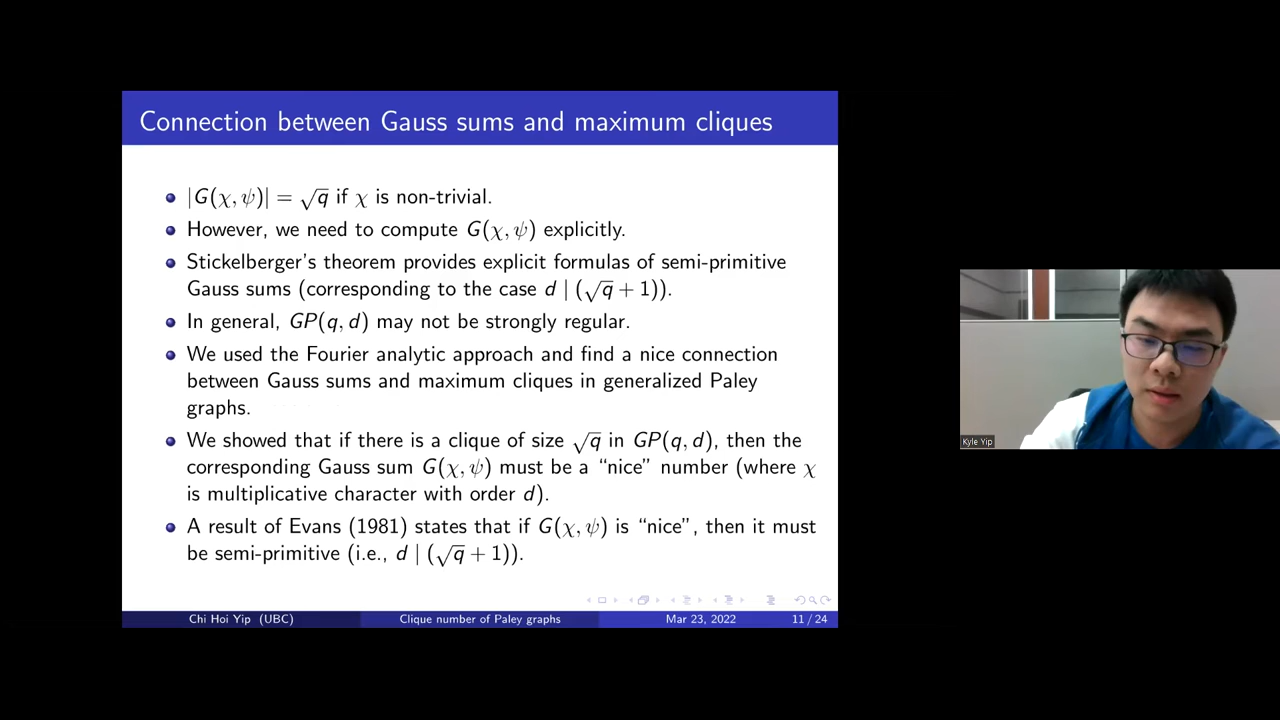 Connection between Gauss sums and maximum cliques
|G(χ, ψ)| = √q if χ is non-trivial.
However, we need to compute G(χ, ψ) explicitly.
Stickelberger's theorem provides explicit formulas of semi-primitive
Gauss sums (corresponding to the case d | (√q + 1)).
In general, GP(q, d) may not be strongly regular.
We used the Fourier analytic approach and find a nice connection
between Gauss sums and maximum cliques in generalized Paley
graphs.
We showed that if there is a clique of size √q in GP(q, d), then the
corresponding Gauss sum G(χ, ψ) must be a “nice” number (where χ
is multiplicative character with order d).
A result of Evans (1981) states that if G(χ, ψ) is “nice”, then it must
be semi-primitive (i.e., d | (√q + 1)).
Chi Hoi Yip (UBC) Clique number of Paley graphs Mar 23, 2022 11 / 24
Kyle Yip